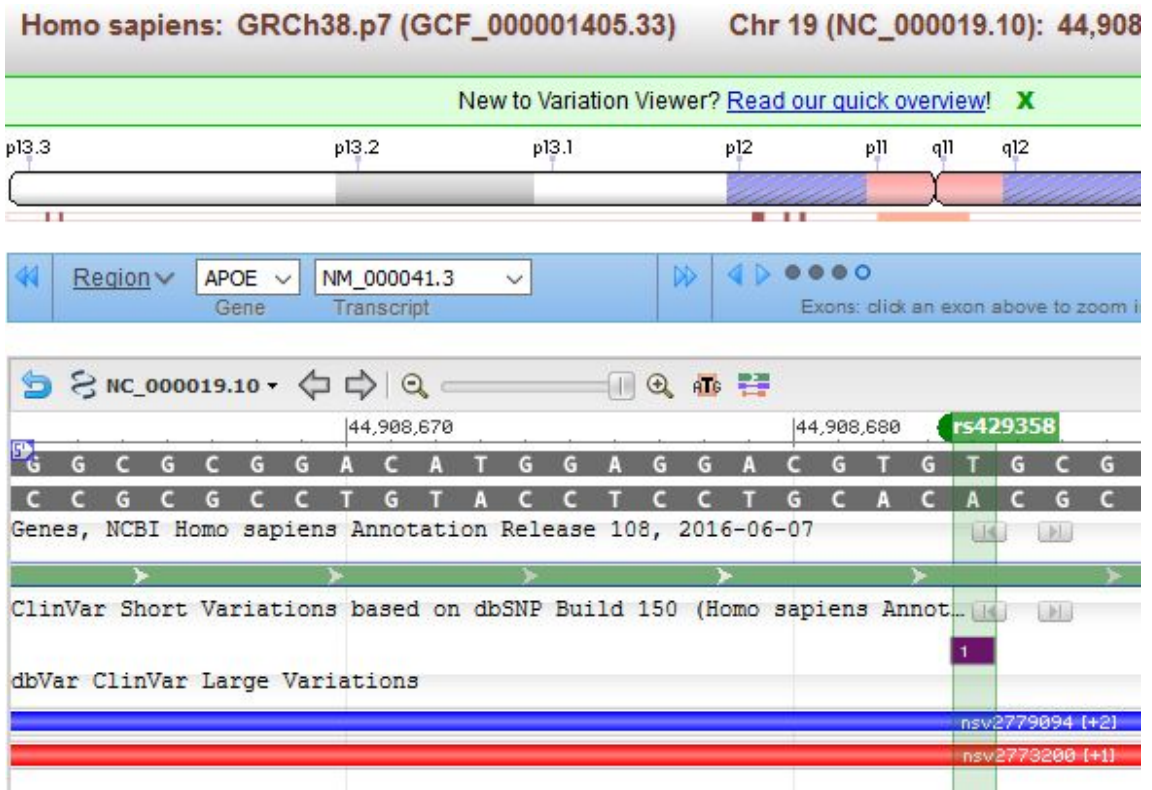 Homo sapiens: GRCh38.p7 (GCF_000001405.33) Chr 19 (NC_000019.10): 44,908
New to Variation Viewer? Read our quick overview! X
p13.3 p13.2 p13.1 p12 p11 q11 q12
Region APOE NM_000041.3
Gene Transcript Exons: click an exon above to zoom i
NC_000019.10 ATG
44,908,670 44,908,680 rs429358
5'
G G C G C G G A C A T G G A G G A C G T G T G C G
C C G C G C C T G T A C C T C C T G C A C A C G C
Genes, NCBI Homo sapiens Annotation Release 108, 2016-06-07
ClinVar Short Variations based on dbSNP Build 150 (Homo sapiens Annot…
1
dbVar ClinVar Large Variations
nsv2779094 [+2]
nsv2773200 [+1]